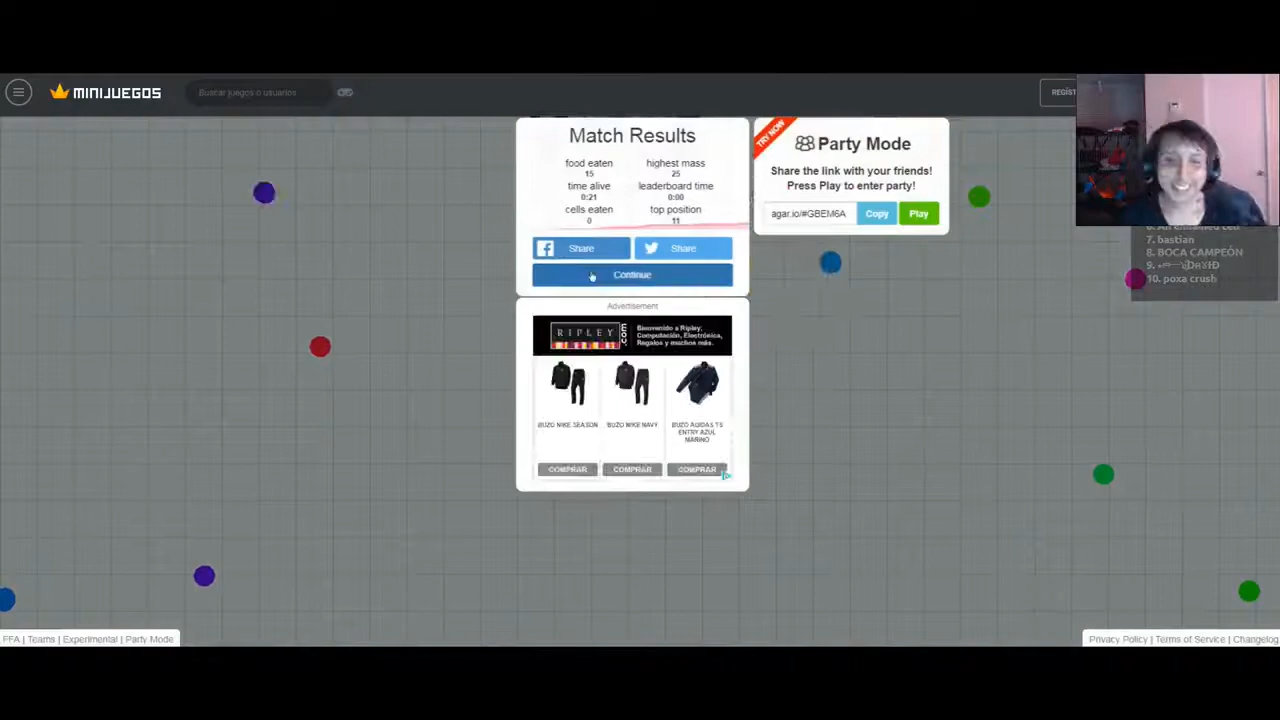 MINIJUEGOS
Buscar juegos o usuarios
REGÍST
Match Results
food eaten
15
highest mass
25
time alive
0:21
leaderboard time
0:00
cells eaten
0
top position
11
Share
Share
Continue
TRY NOW
Party Mode
Share the link with your friends!
Press Play to enter party!
agar.io/#GBEM6A
Copy
Play
7. bastian
8. BOCA CAMPEÓN
10. poxa crush
Advertisement
RIPLEY
Bienvenido a Ripley,
Computación, Electrónica,
Regalos y muchos más.
BUZO NIKE SEASON
BUZO NIKE NAVY
BUZO ADIDAS TS
ENTRY AZUL
MARINO
COMPRAR
COMPRAR
COMPRAR
FFA | Teams | Experimental | Party Mode
Privacy Policy | Terms of Service | Changelog